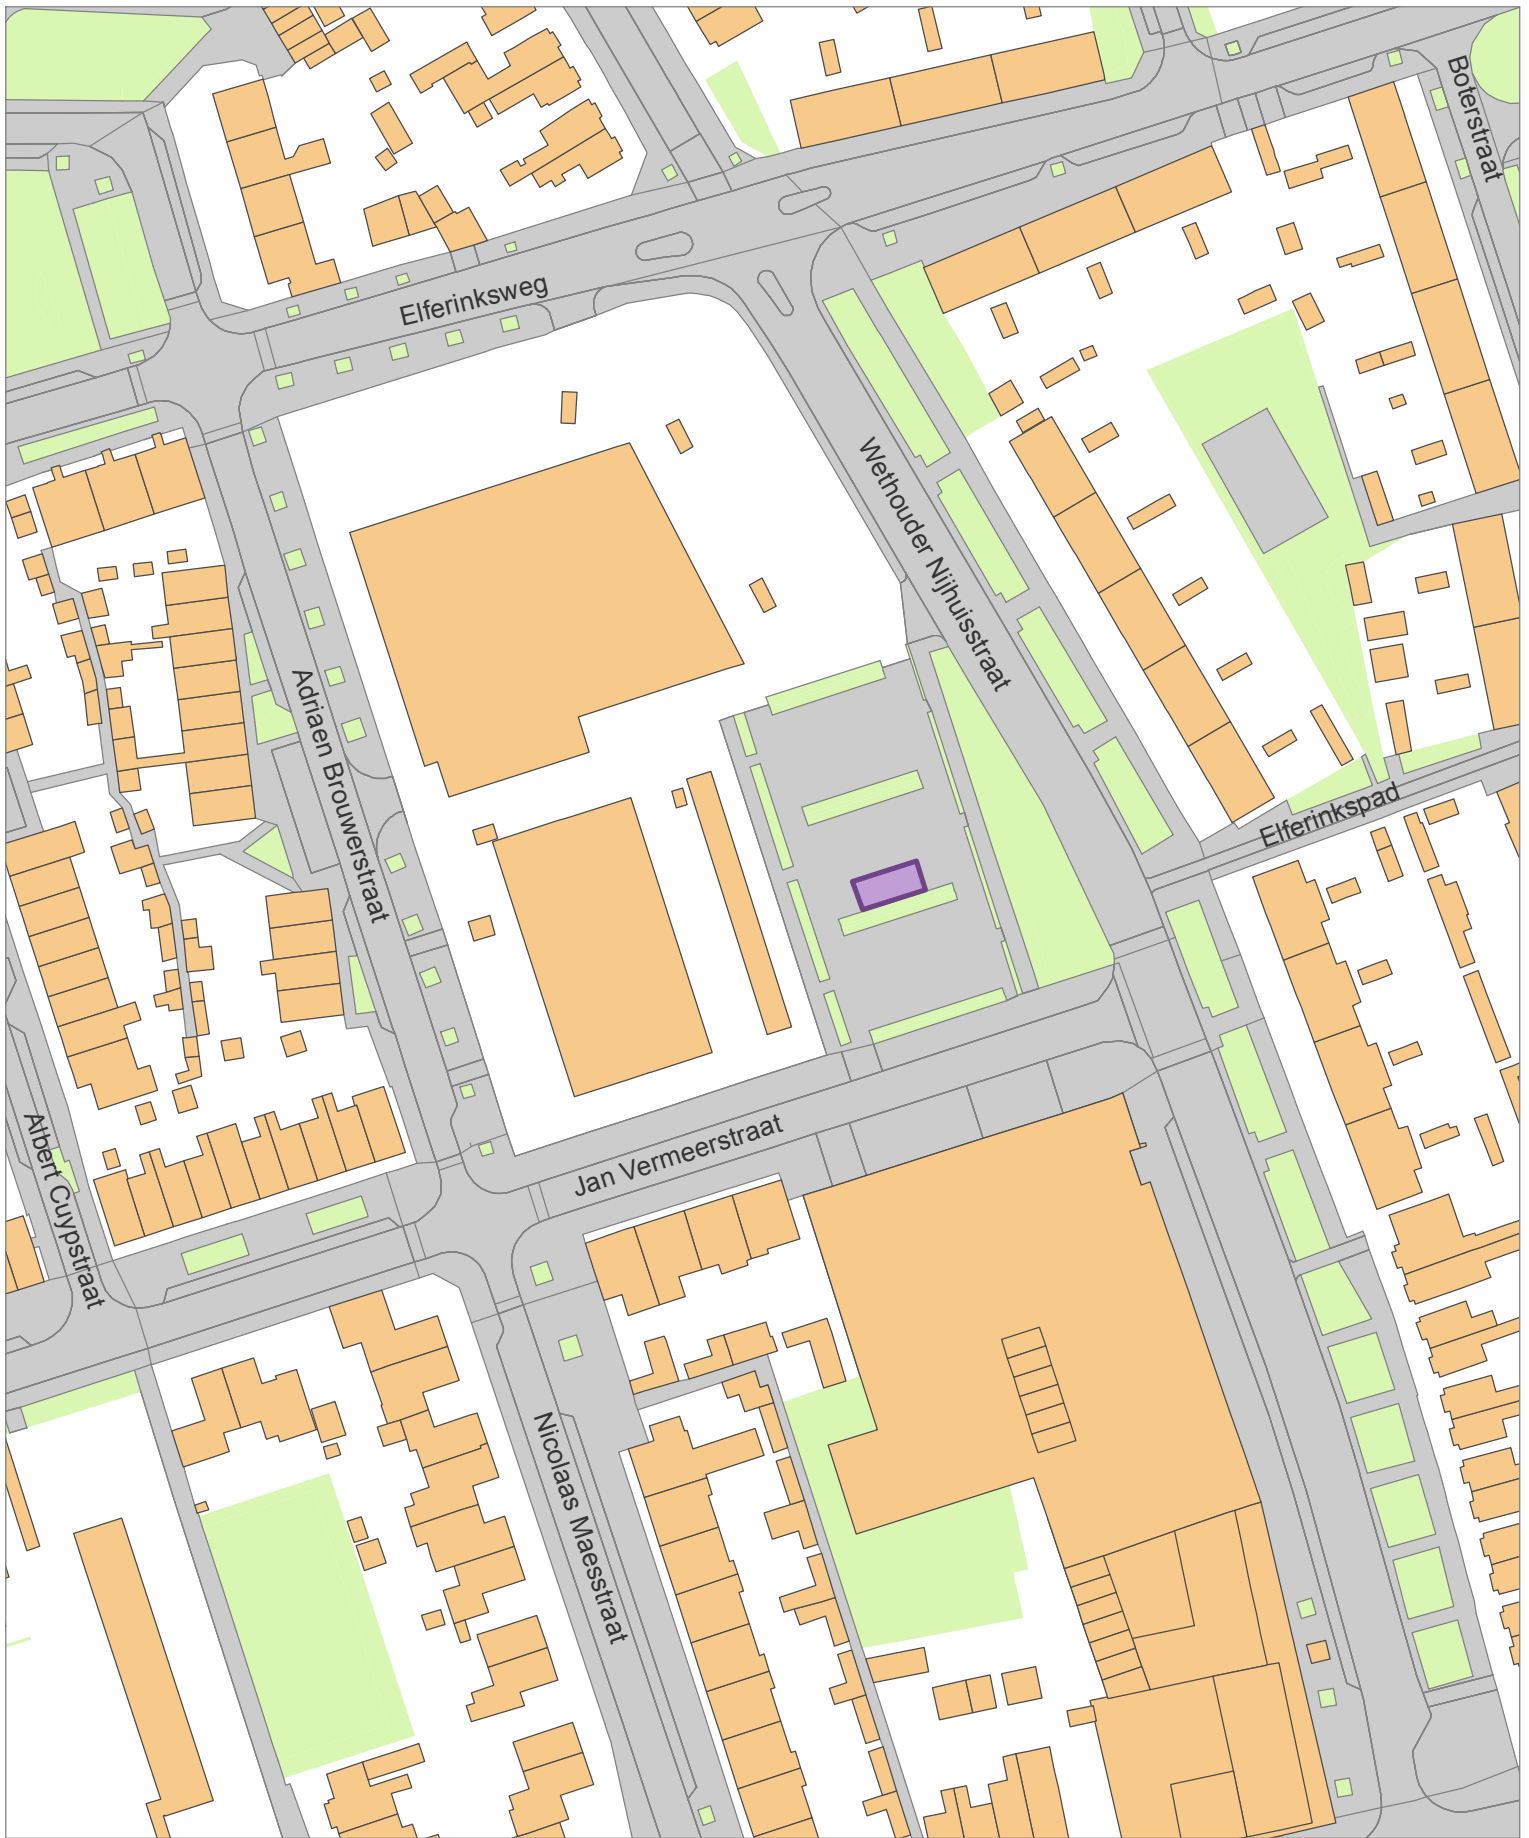 Boterstraat
Elferinksweg
Wethouder Nijhuisstraat
Adriaen Brouwerstraat
Elferinkspad
Jan Vermeerstraat
Albert Cuypstraat
Nicolaas Maesstraat